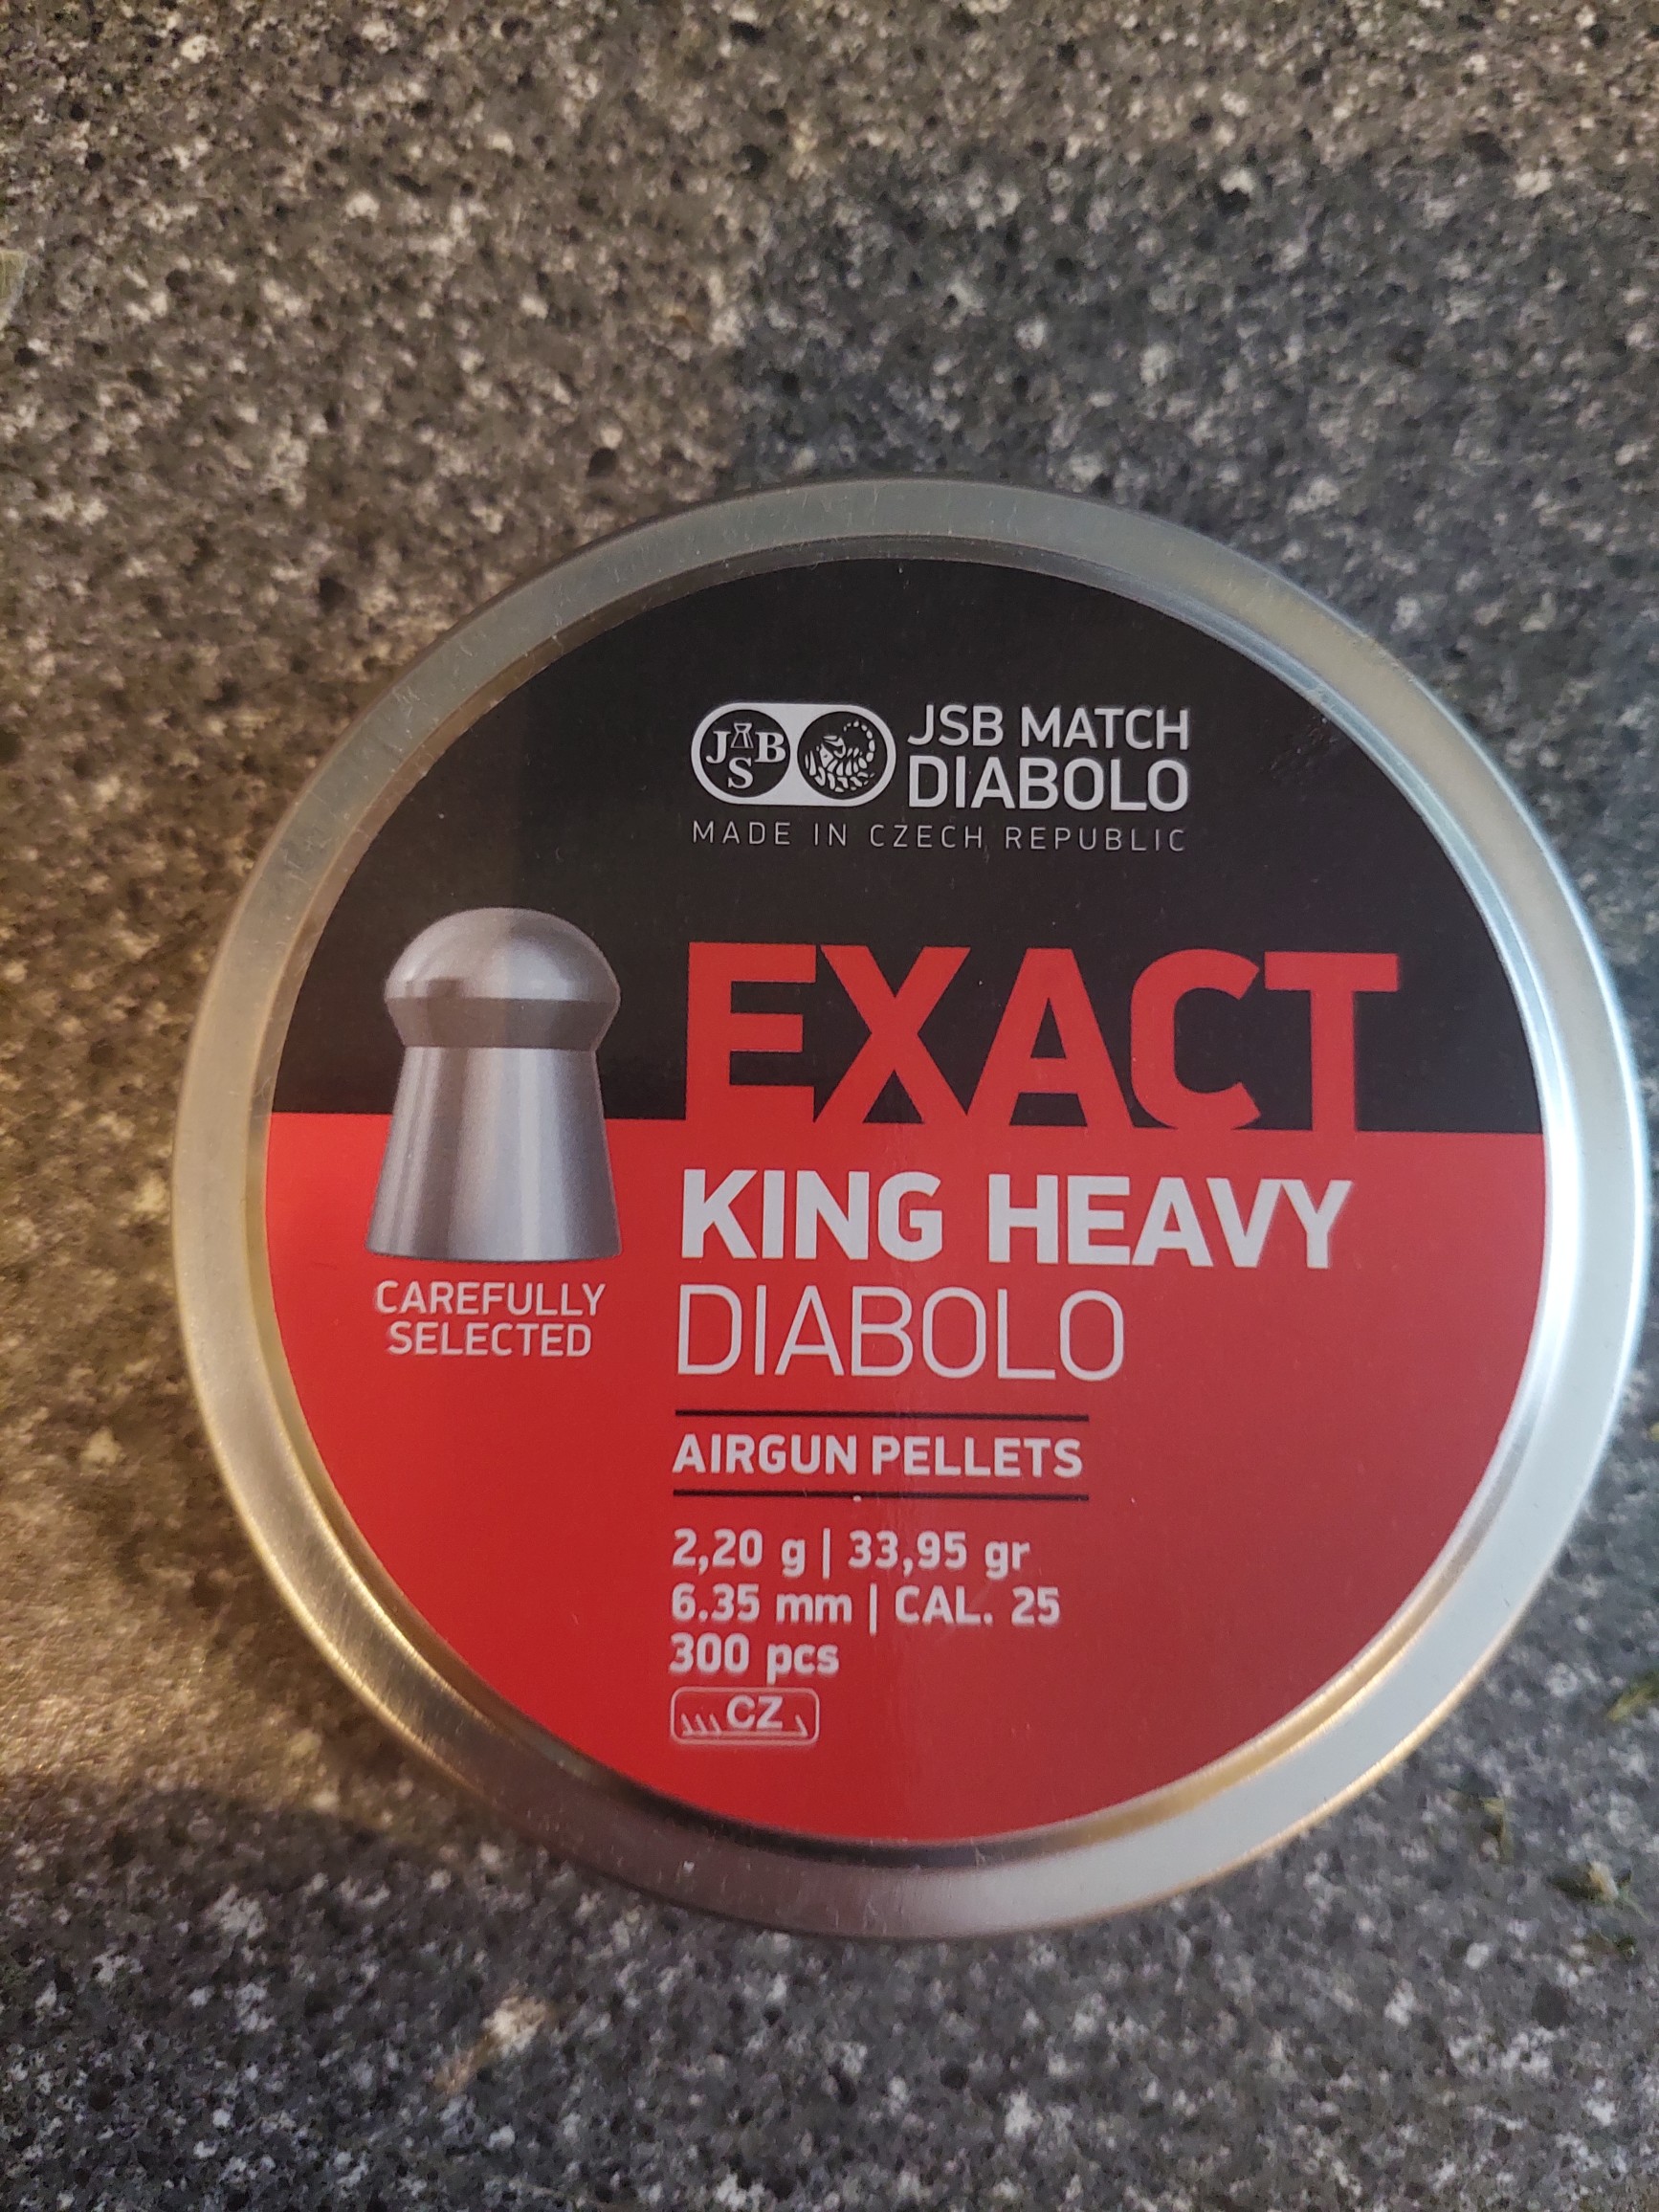 JSB
JSB MATCH
DIABOLO
MADE IN CZECH REPUBLIC
EXACT
KING HEAVY
DIABOLO
CAREFULLY
SELECTED
AIRGUN PELLETS
2,20 g | 33,95 gr
6.35 mm | CAL. 25
300 pcs
CZ